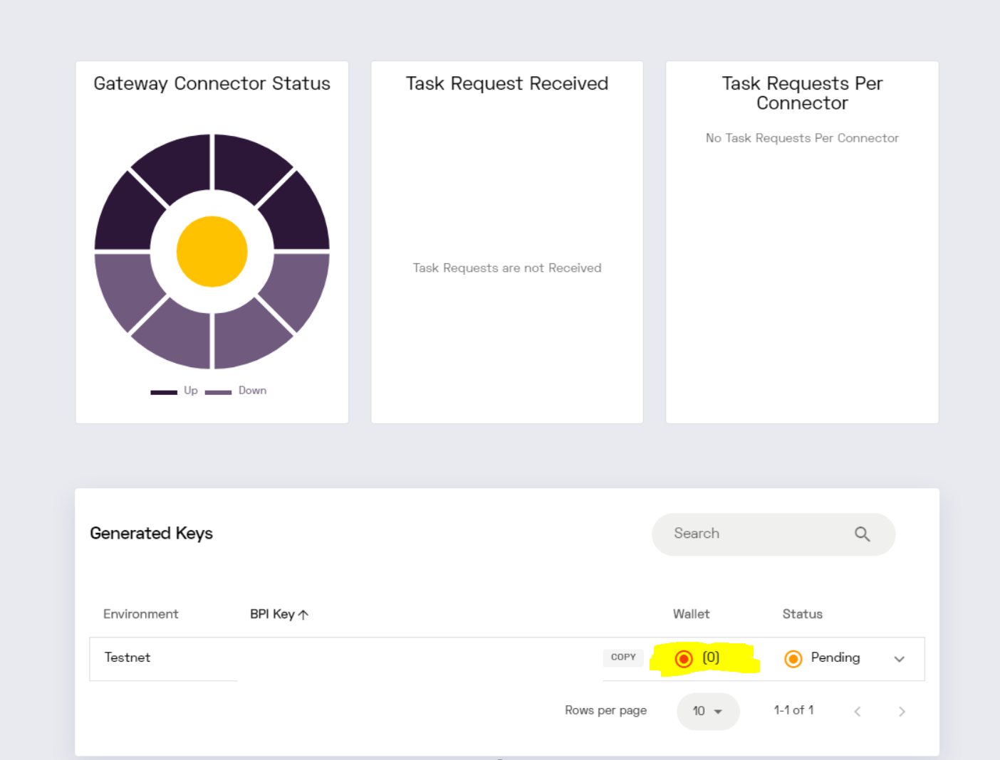 Gateway Connector Status
Up
Down
Task Request Received
Task Requests are not Received
Task Requests Per
Connector
No Task Requests Per Connector
Generated Keys
Search
Environment
BPI Key ↑
Wallet
Status
Testnet
COPY
(0)
Pending
Rows per page
10
1-1 of 1